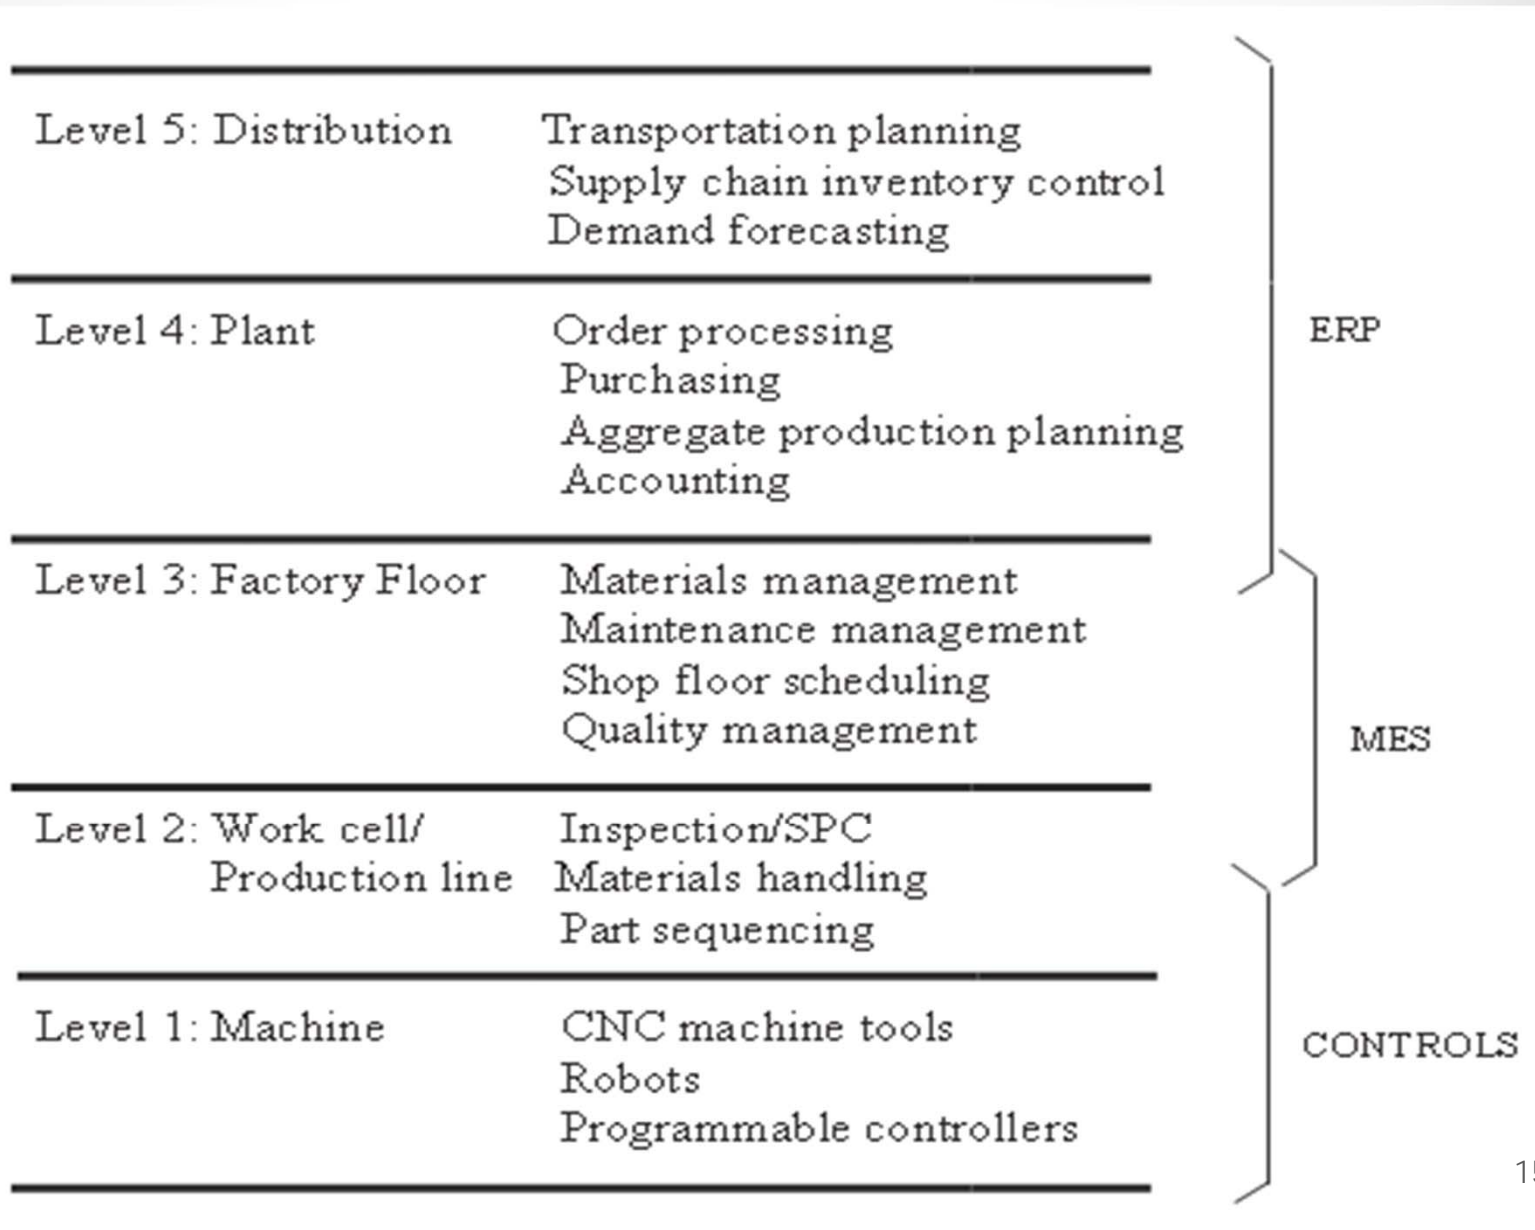 Level 5: Distribution Transportation planning
Supply chain inventory control
Demand forecasting
Level 4: Plant Order processing
ERP
Purchasing
Aggregate production planning
Accounting
Level 3: Factory Floor Materials management
Maintenance management
Shop floor scheduling
Quality management
MES
Level 2: Work cell/ Inspection/SPC
Production line Materials handling
Part sequencing
Level 1: Machine CNC machine tools
CONTROLS
Robots
Programmable controllers
15